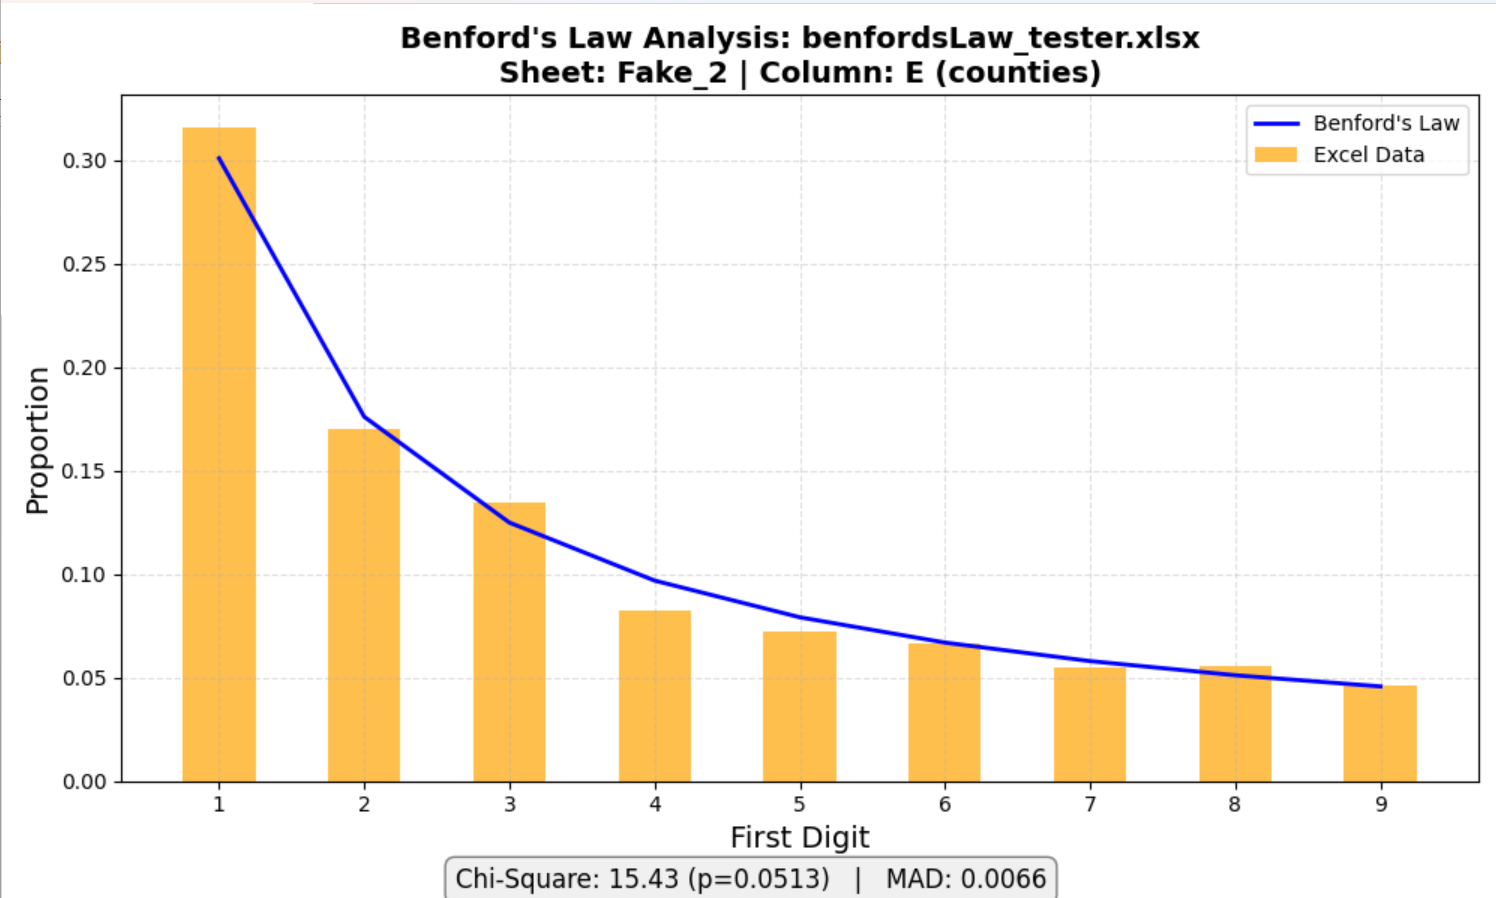 Benford's Law Analysis: benfordsLaw_tester.xlsx
Sheet: Fake_2 | Column: E (counties)
Benford's Law
Excel Data
Proportion
0.30
0.25
0.20
0.15
0.10
0.05
0.00
1 2 3 4 5 6 7 8 9
First Digit
Chi-Square: 15.43 (p=0.0513) | MAD: 0.0066